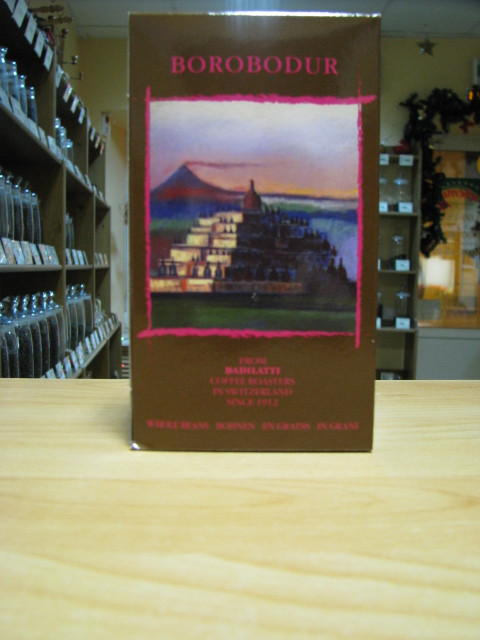 BOROBODUR
FROM
BADILATTI
COFFEE ROASTERS
IN SWITZERLAND
SINCE 1912
WHOLE BEANS BOHNEN EN GRAINS IN GRANI